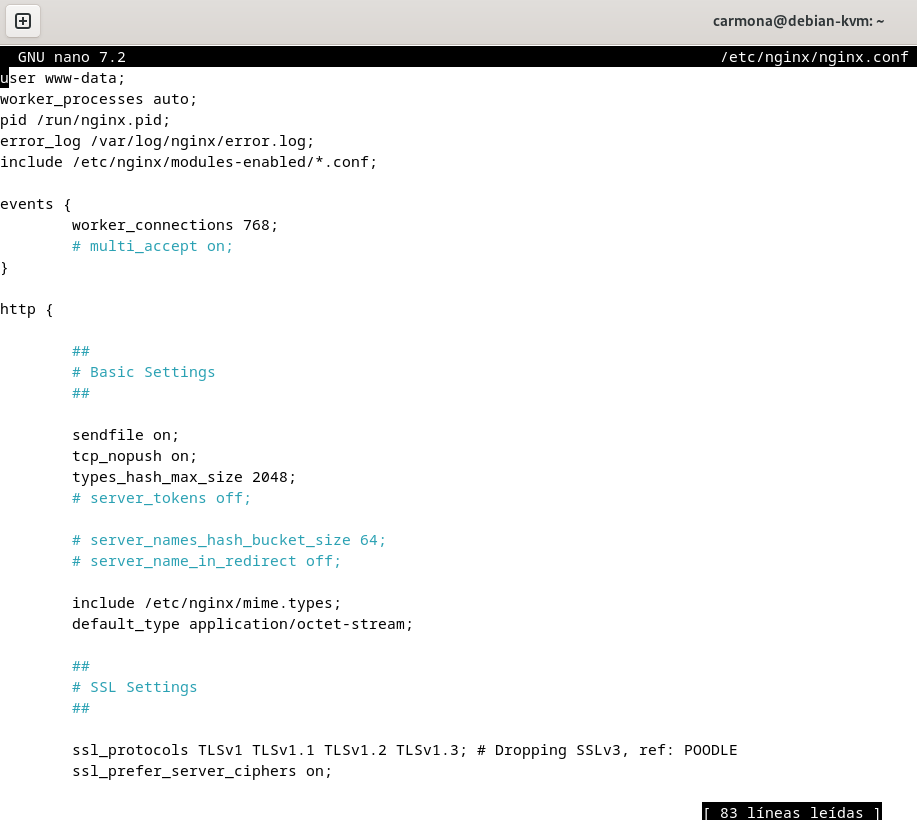 carmona@debian-kvm: ~
GNU nano 7.2 /etc/nginx/nginx.conf
user www-data;
worker_processes auto;
pid /run/nginx.pid;
error_log /var/log/nginx/error.log;
include /etc/nginx/modules-enabled/*.conf;

events {
        worker_connections 768;
        # multi_accept on;
}

http {

        ##
        # Basic Settings
        ##

        sendfile on;
        tcp_nopush on;
        types_hash_max_size 2048;
        # server_tokens off;

        # server_names_hash_bucket_size 64;
        # server_name_in_redirect off;

        include /etc/nginx/mime.types;
        default_type application/octet-stream;

        ##
        # SSL Settings
        ##

        ssl_protocols TLSv1 TLSv1.1 TLSv1.2 TLSv1.3; # Dropping SSLv3, ref: POODLE
        ssl_prefer_server_ciphers on;

[ 83 líneas leídas ]